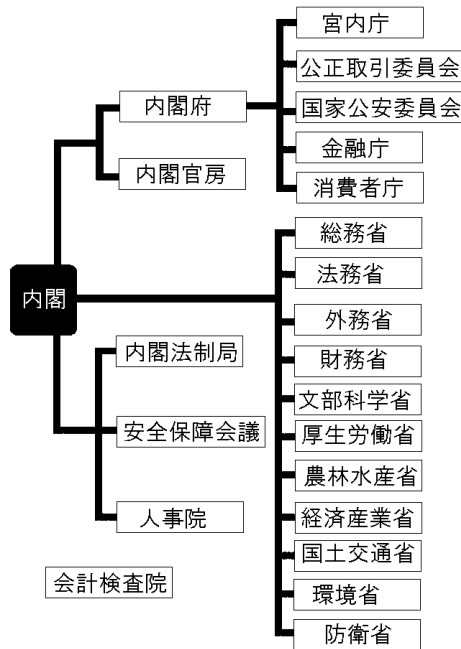 内閣
内閣府
宮内庁
公正取引委員会
国家公安委員会
金融庁
消費者庁
内閣官房
総務省
法務省
外務省
財務省
文部科学省
厚生労働省
農林水産省
経済産業省
国土交通省
環境省
防衛省
内閣法制局
安全保障会議
人事院
会計検査院